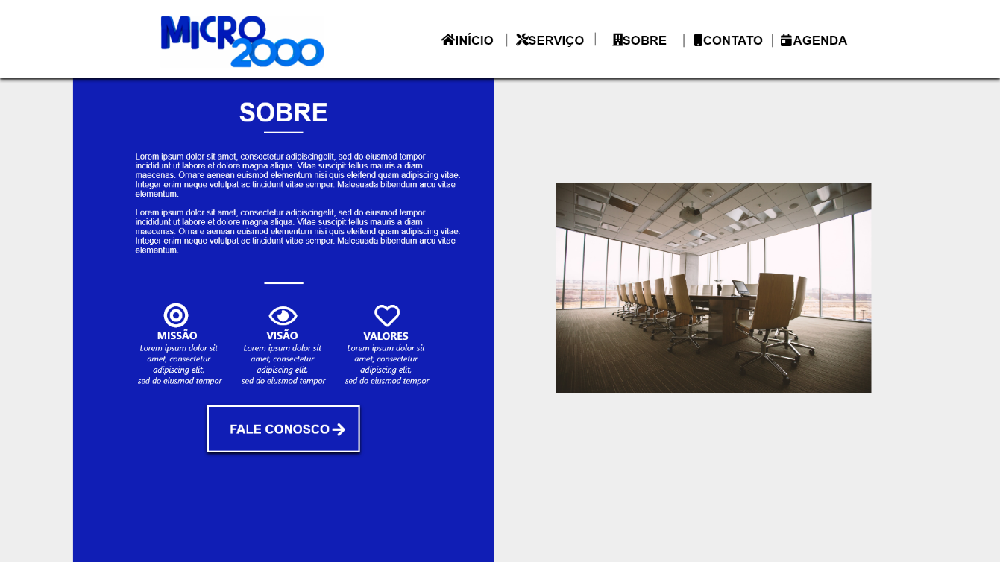 MICRO
2000
INÍCIO
SERVIÇO
SOBRE
CONTATO
AGENDA
SOBRE
Lorem ipsum dolor sit amet, consectetur adipiscingelit, sed do eiusmod tempor
incididunt ut labore et dolore magna aliqua. Vitae suscipit tellus mauris a diam
maecenas. Ornare aenean euismod elementum nisi quis eleifend quam adipiscing vitae.
Integer enim neque volutpat ac tincidunt vitae semper. Malesuada bibendum arcu vitae
elementum.
Lorem ipsum dolor sit amet, consectetur adipiscingelit, sed do eiusmod tempor
incididunt ut labore et dolore magna aliqua. Vitae suscipit tellus mauris a diam
maecenas. Ornare aenean euismod elementum nisi quis eleifend quam adipiscing vitae.
Integer enim neque volutpat ac tincidunt vitae semper. Malesuada bibendum arcu vitae
elementum.
MISSÃO
Lorem ipsum dolor sit
amet, consectetur
adipiscing elit,
sed do eiusmod tempor
VISÃO
Lorem ipsum dolor sit
amet, consectetur
adipiscing elit,
sed do eiusmod tempor
VALORES
Lorem ipsum dolor sit
amet, consectetur
adipiscing elit,
sed do eiusmod tempor
FALE CONOSCO